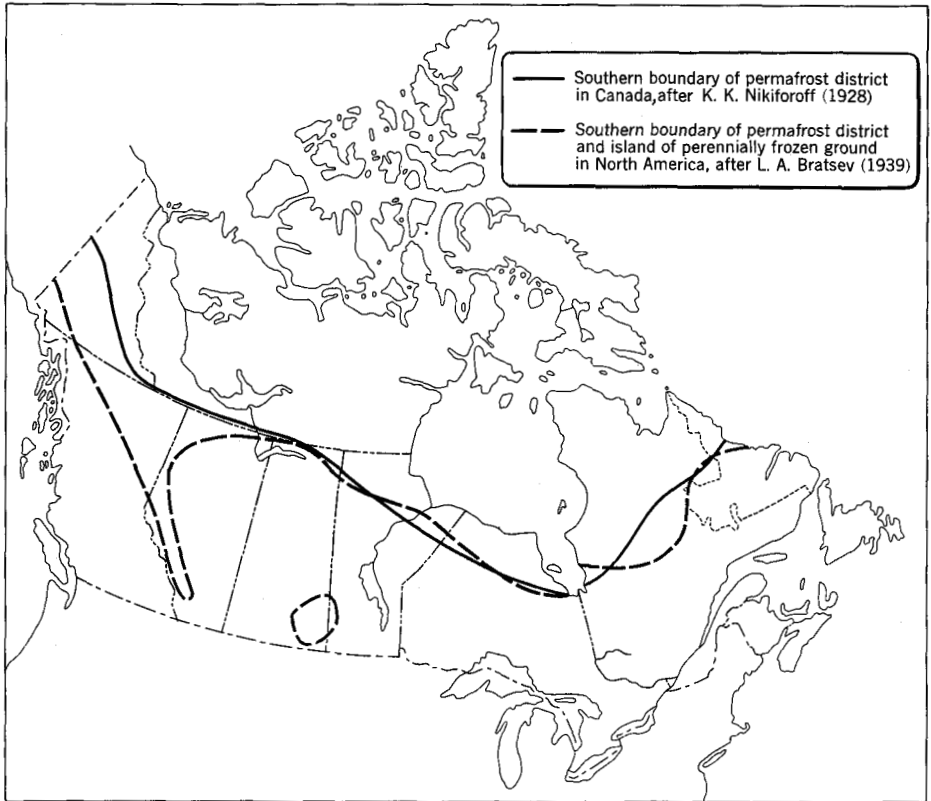 Southern boundary of permafrost district
in Canada,after K. K. Nikiforoff (1928)
Southern boundary of permafrost district
and island of perennially frozen ground
in North America, after L. A. Bratsev (1939)